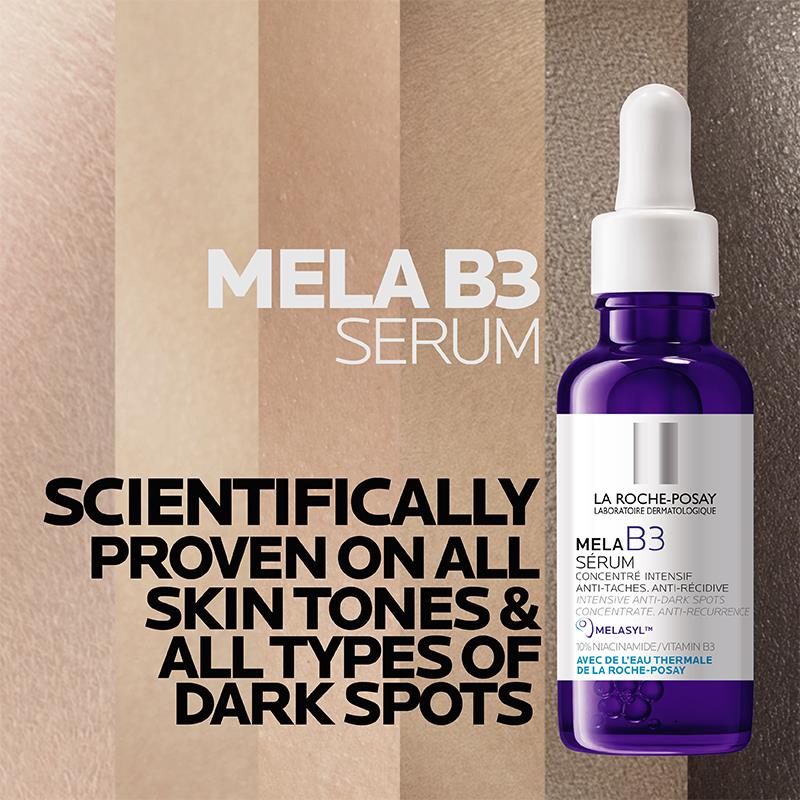 MELA B3
SERUM
SCIENTIFICALLY
PROVEN ON ALL
SKIN TONES &
ALL TYPES OF
DARK SPOTS
LA ROCHE-POSAY
LABORATOIRE DERMATOLOGIQUE
MELA B3
SÉRUM
CONCENTRÉ INTENSIF
ANTI-TACHES, ANTI-RÉCIDIVE
INTENSIVE ANTI-DARK SPOTS
CONCENTRATE, ANTI-RECURRENCE
MELASYL™
10% NIACINAMIDE/VITAMIN B3
AVEC DE L'EAU THERMALE
DE LA ROCHE-POSAY